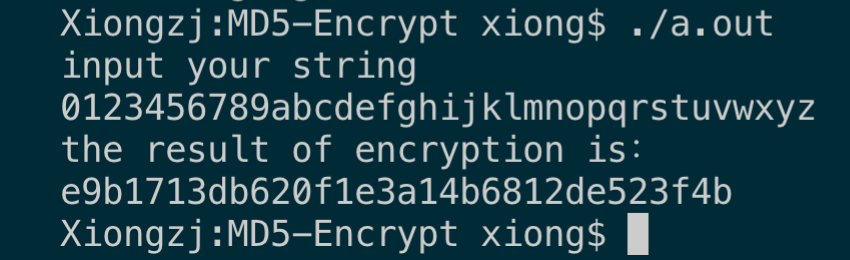 Xiongzj:MD5-Encrypt xiong$ ./a.out
input your string
0123456789abcdefghijklmnopqrstuvwxyz
the result of encryption is:
e9b1713db620f1e3a14b6812de523f4b
Xiongzj:MD5-Encrypt xiong$